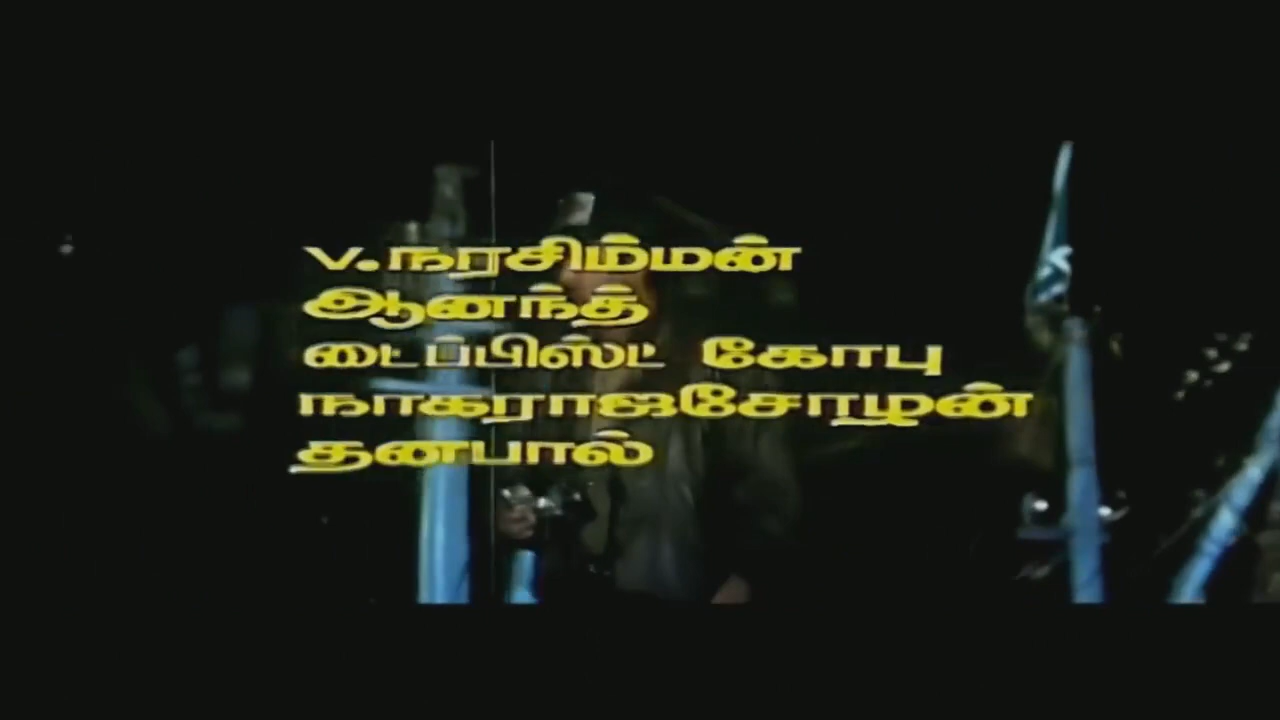 V.நரசிம்மன்
ஆனந்த்
டைப்பிஸ்ட் கோபு
நாகராஜசோழன்
தனபால்